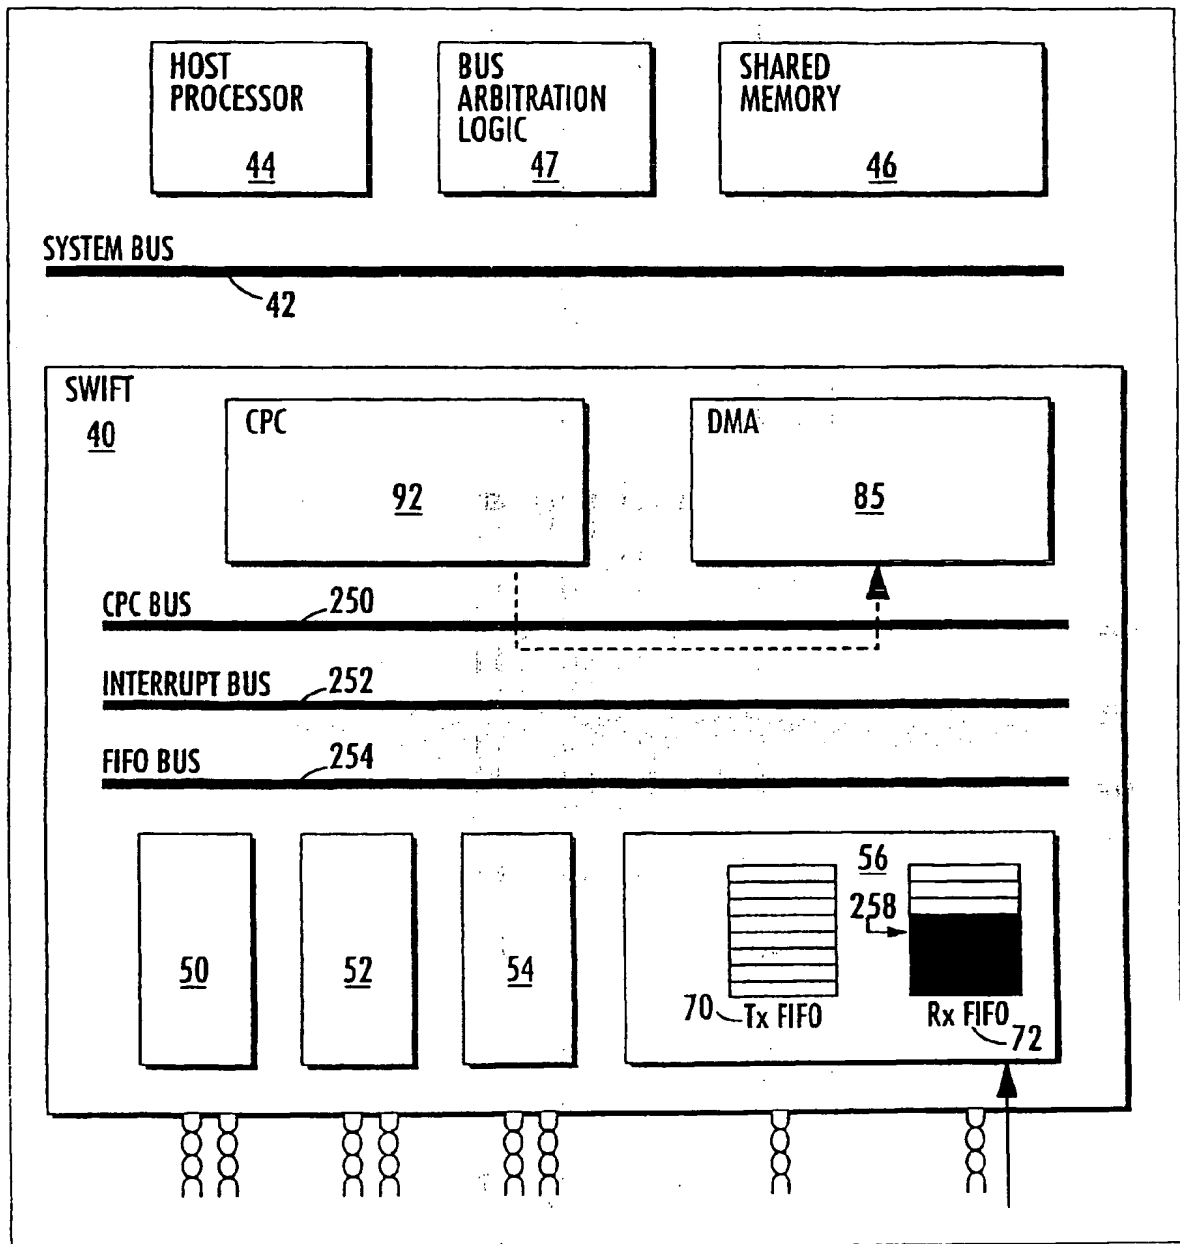 HOST
PROCESSOR
44
BUS
ARBITRATION
LOGIC
47
SHARED
MEMORY
46
SYSTEM BUS
42
SWIFT
40
CPC
92
DMA
85
CPC BUS
250
INTERRUPT BUS
252
FIFO BUS
254
50
52
54
56
258
70
Tx FIFO
Rx FIFO
72